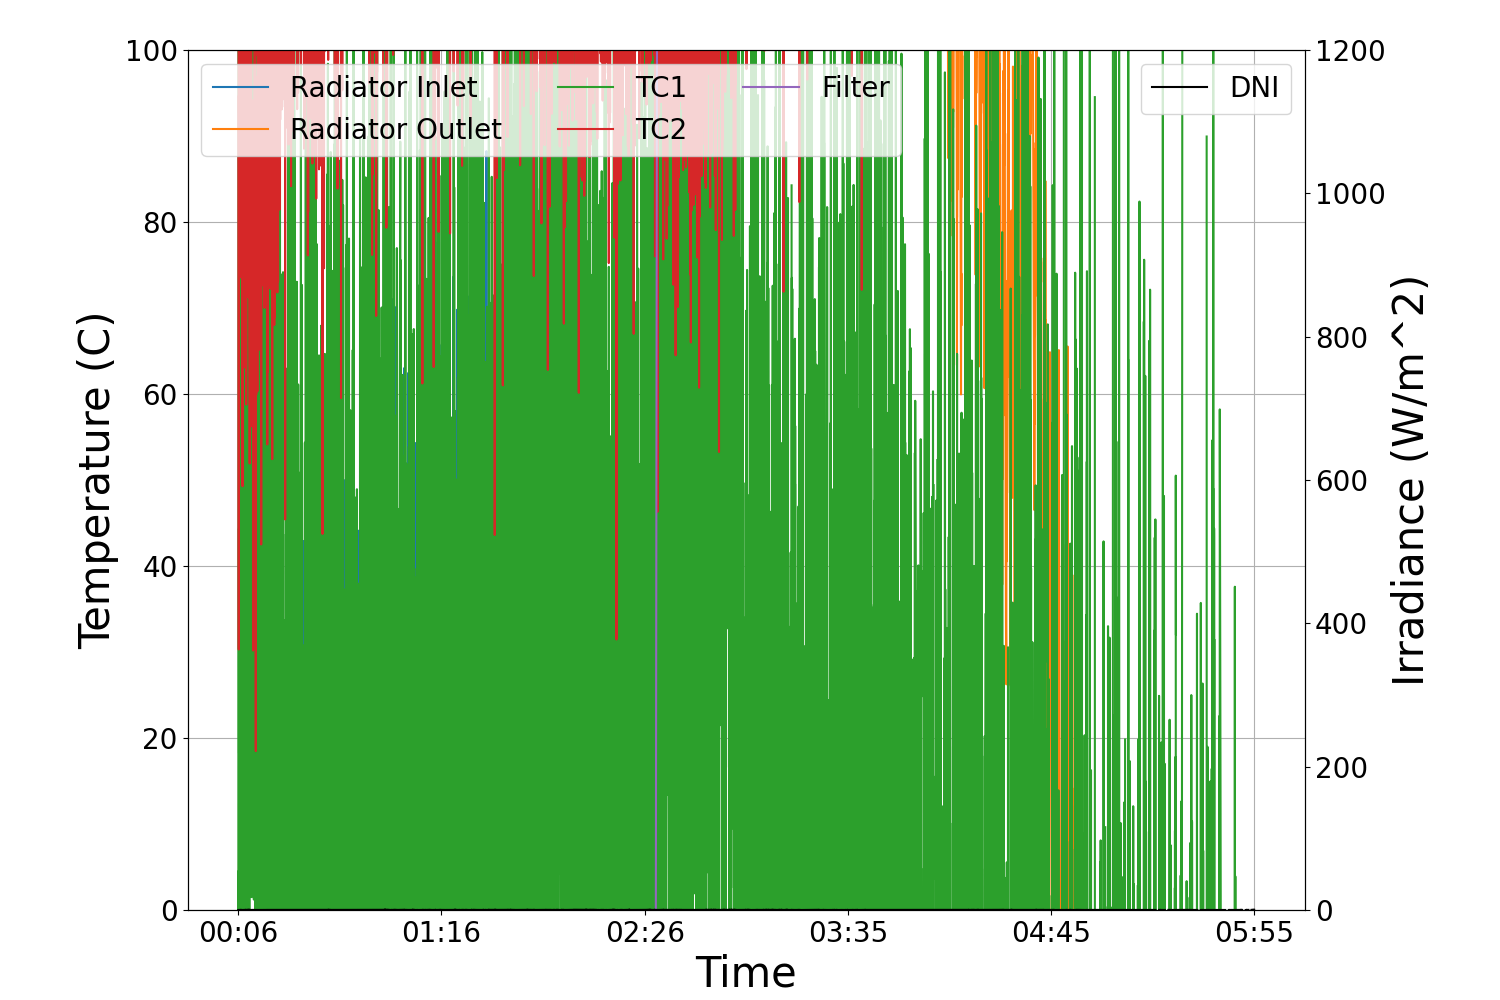 100
80
60
40
20
0
Temperature (C)
Radiator Inlet
Radiator Outlet
TC1
TC2
Filter
DNI
1200
1000
800
600
400
200
0
Irradiance (W/m^2)
00:06 01:16 02:26 03:35 04:45 05:55
Time